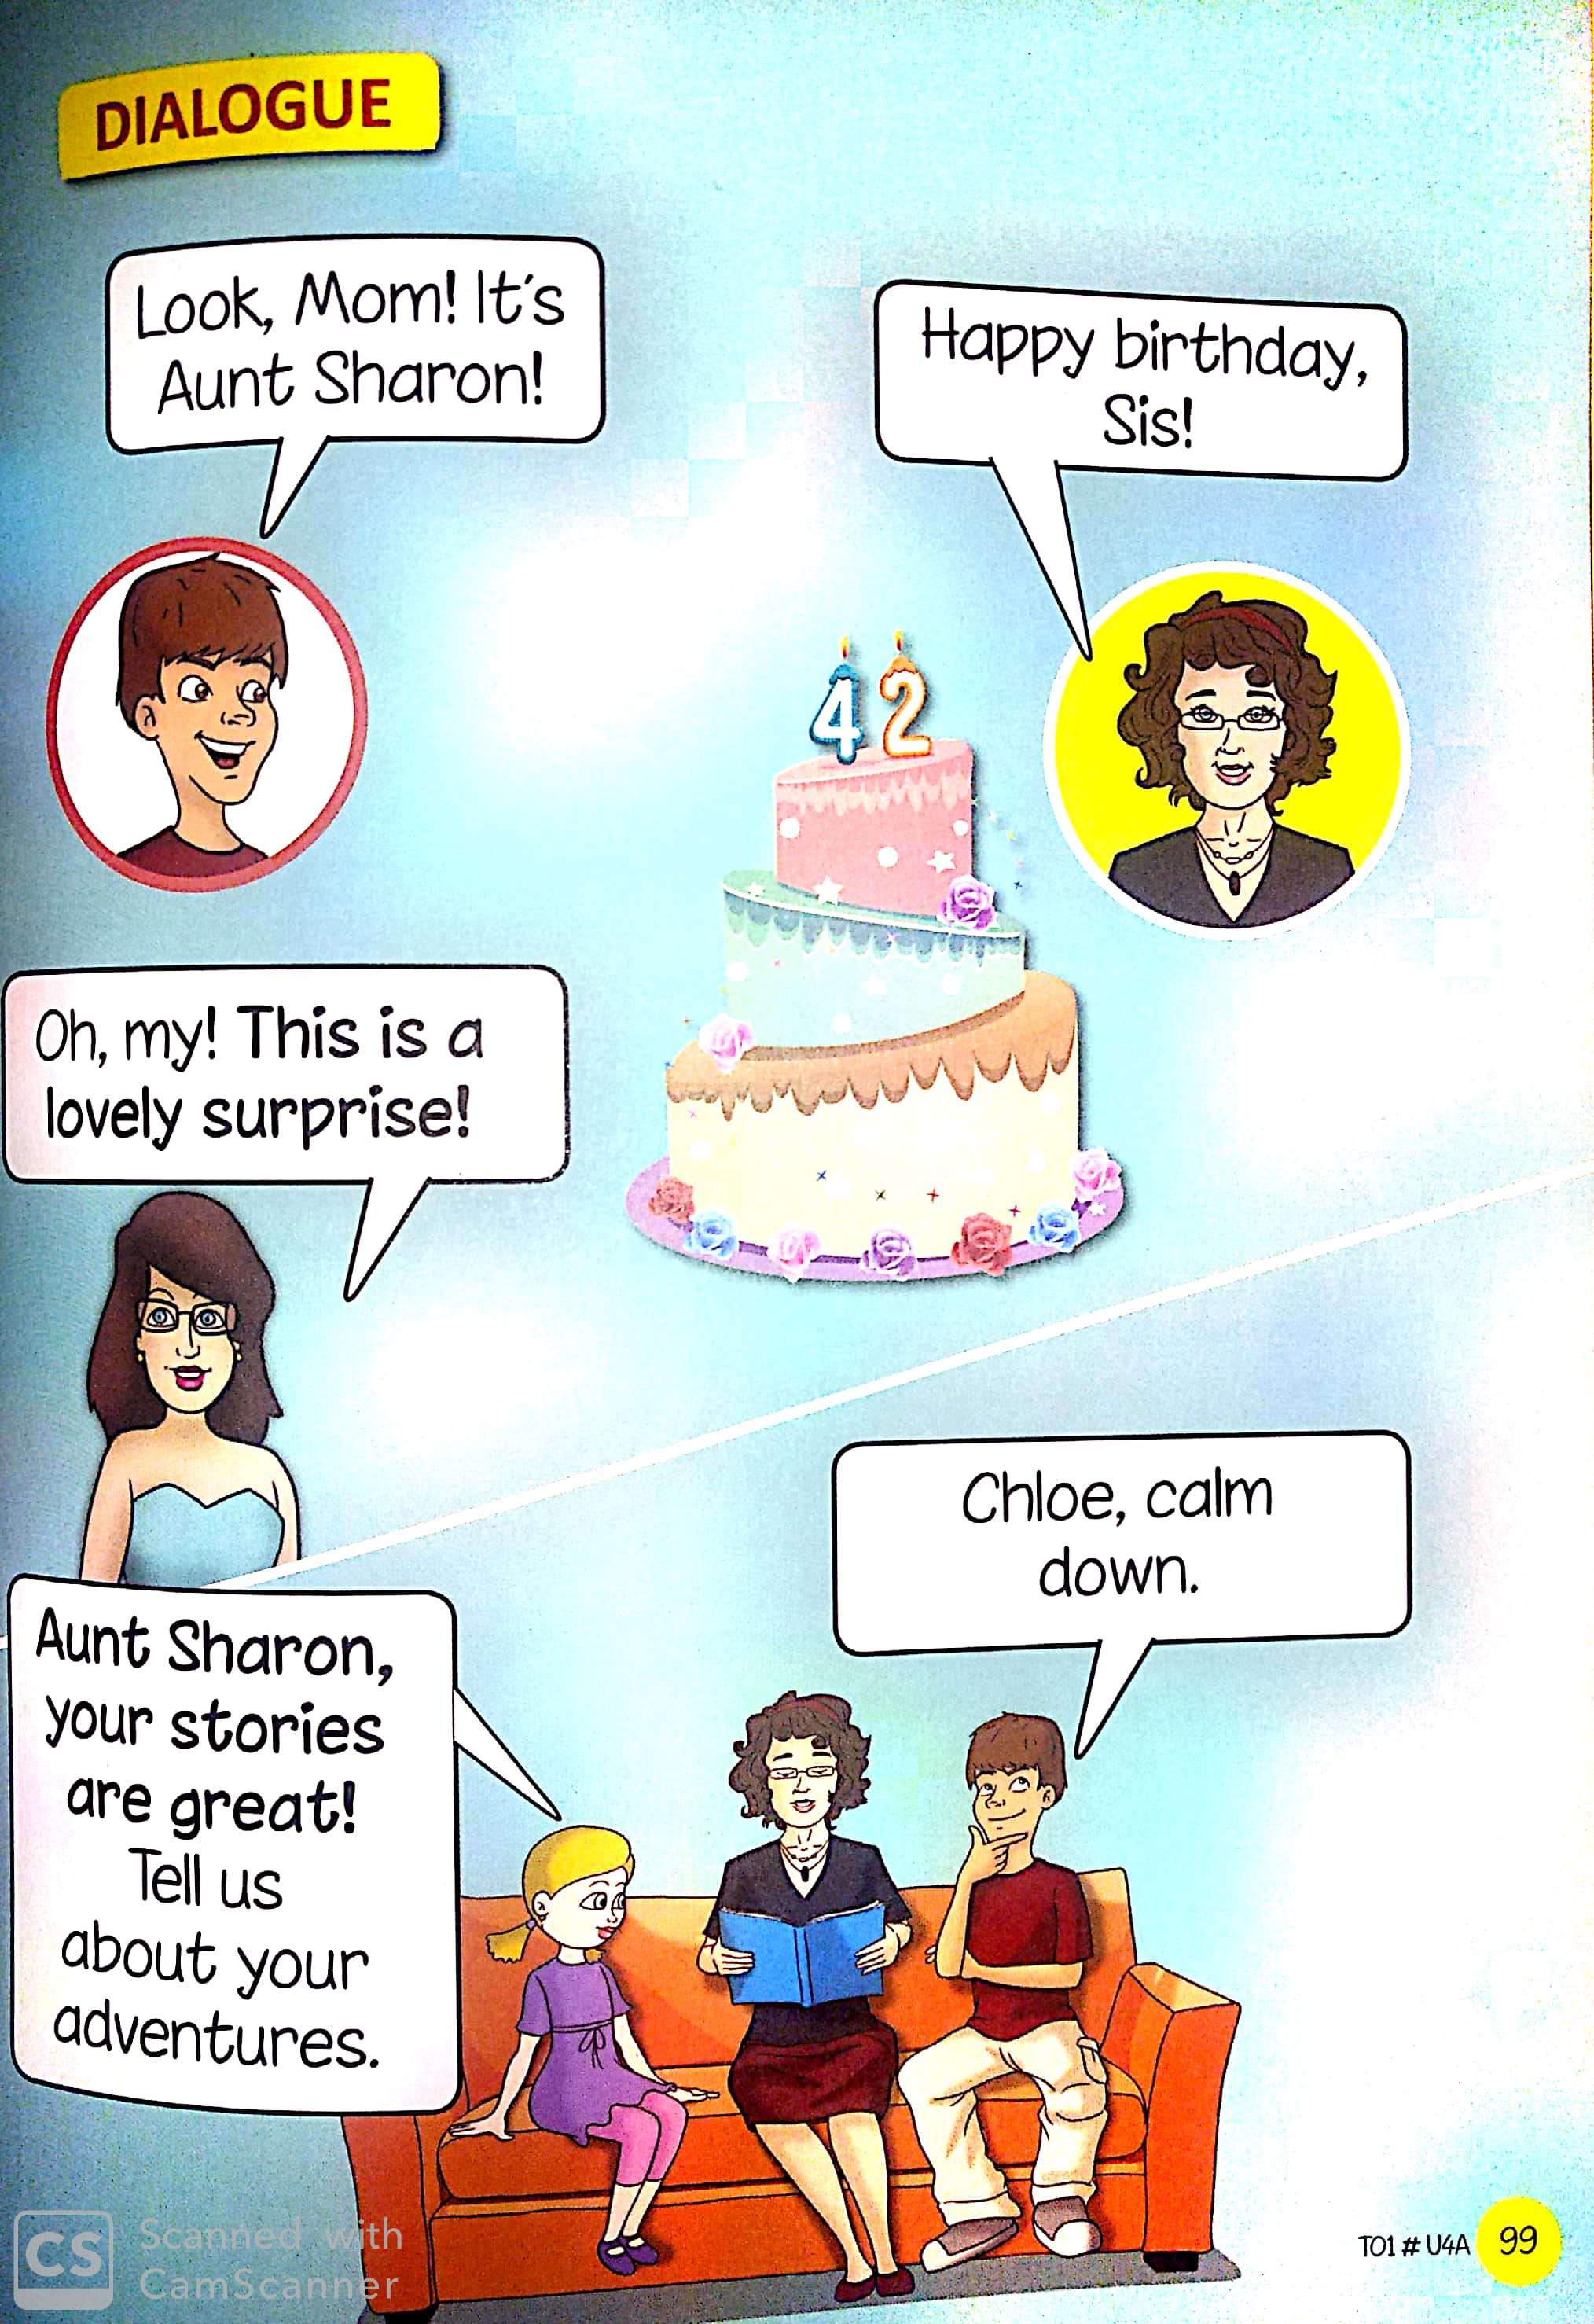 DIALOGUE
Look, Mom! It's
Aunt Sharon!
Happy birthday,
Sis!
42
Oh, my! This is a
lovely surprise!
Chloe, calm
down.
Aunt Sharon,
your stories
are great!
Tell us
about your
adventures.
TO1 # U4A 99
CS Scanned with
CamScanner